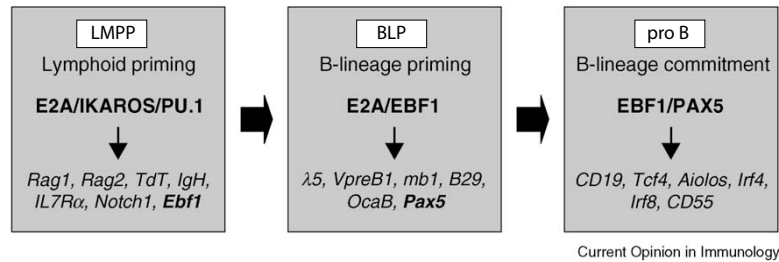 LMPP
Lymphoid priming
E2A/IKAROS/PU.1
Rag1, Rag2, TdT, IgH,
IL7Rα, Notch1, Ebf1
BLP
B-lineage priming
E2A/EBF1
λ5, VpreB1, mb1, B29,
OcaB, Pax5
pro B
B-lineage commitment
EBF1/PAX5
CD19, Tcf4, Aiolos, Irf4,
Irf8, CD55
Current Opinion in Immunology